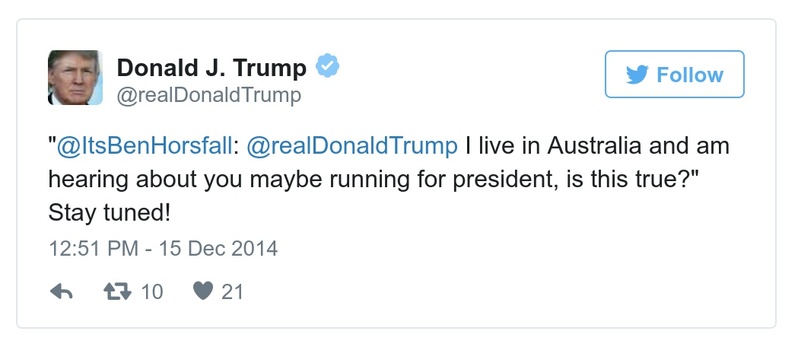 Donald J. Trump
@realDonaldTrump
Follow
"@ItsBenHorsfall: @realDonaldTrump I live in Australia and am
hearing about you maybe running for president, is this true?"
Stay tuned!
12:51 PM - 15 Dec 2014
10 21